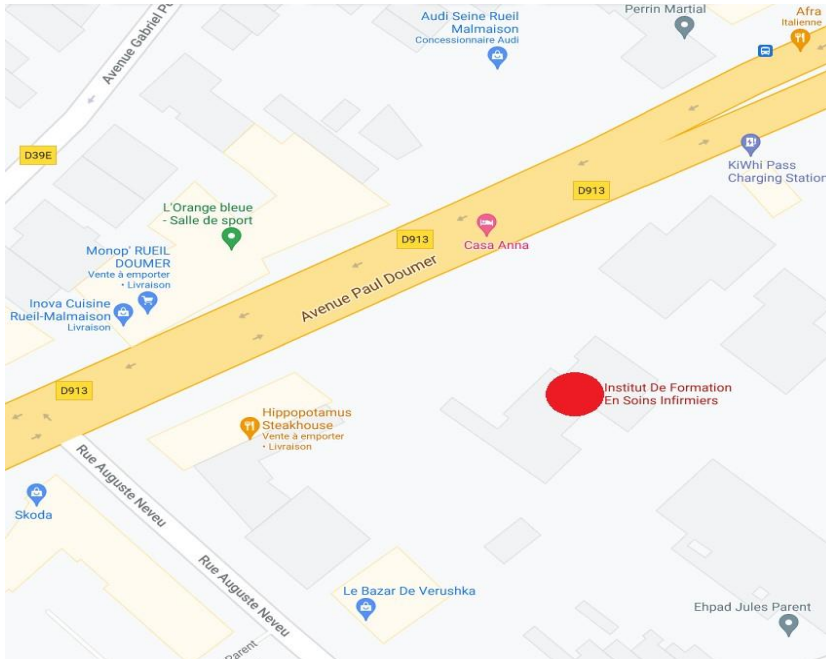 Avenue Gabriel P
Audi Seine Rueil
Malmaison
Concessionnaire Audi
Perrin Martial
Afra
Italienne
D39E
KiWhi Pass
Charging Station
D913
L'Orange bleue
- Salle de sport
D913
Casa Anna
Monop' RUEIL
DOUMER
Vente à emporter
• Livraison
Avenue Paul Doumer
Inova Cuisine
Rueil-Malmaison
Livraison
D913
Institut De Formation
En Soins Infirmiers
Hippopotamus
Steakhouse
Vente à emporter
• Livraison
Rue Auguste Neveu
Skoda
Rue Auguste Neveu
Le Bazar De Verushka
Ehpad Jules Parent
Parent